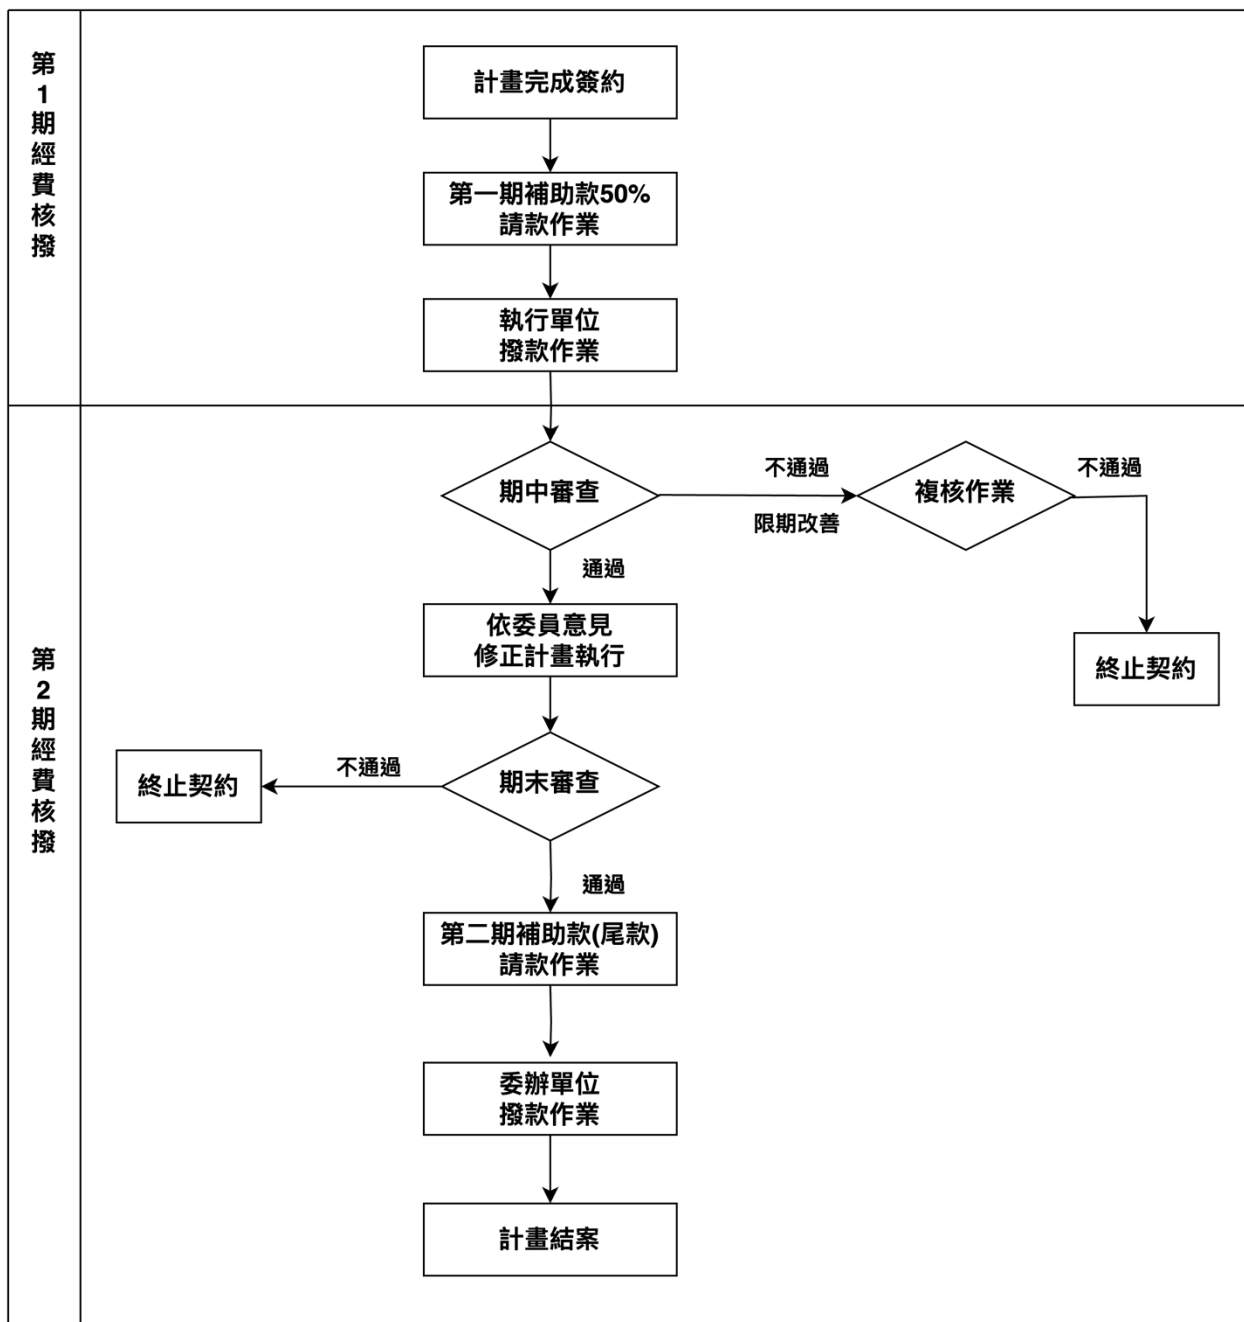 第1期經費核撥
計畫完成簽約
第一期補助款50%
請款作業
執行單位
撥款作業
第2期經費核撥
期中審查
不通過
限期改善
複核作業
不通過
通過
依委員意見
修正計畫執行
終止契約
期末審查
不通過
終止契約
通過
第二期補助款(尾款)
請款作業
委辦單位
撥款作業
計畫結案